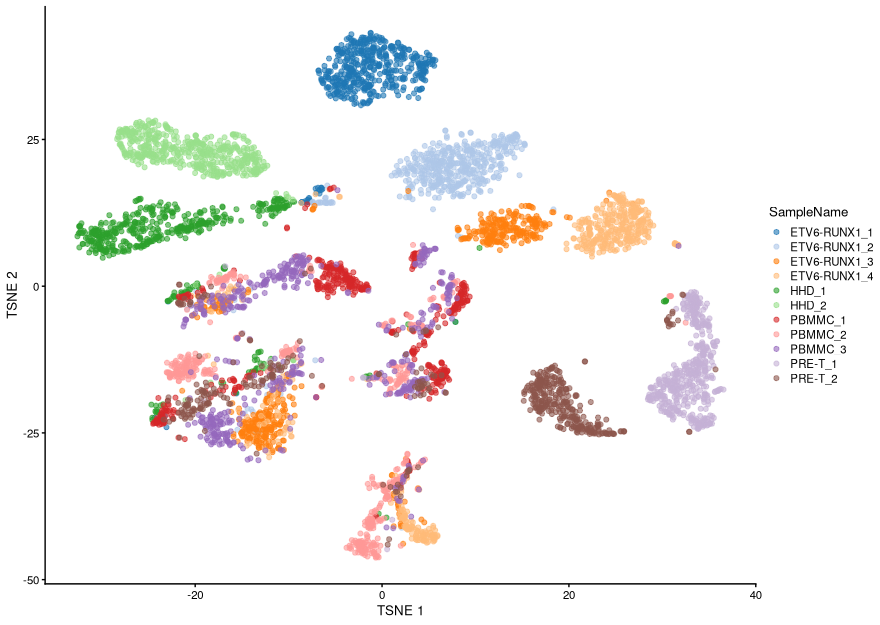 25
0
-25
-50
-20
0
20
40
TSNE 1
TSNE 2
SampleName
ETV6-RUNX1_1
ETV6-RUNX1_2
ETV6-RUNX1_3
ETV6-RUNX1_4
HHD_1
HHD_2
PBMMC_1
PBMMC_2
PBMMC_3
PRE-T_1
PRE-T_2